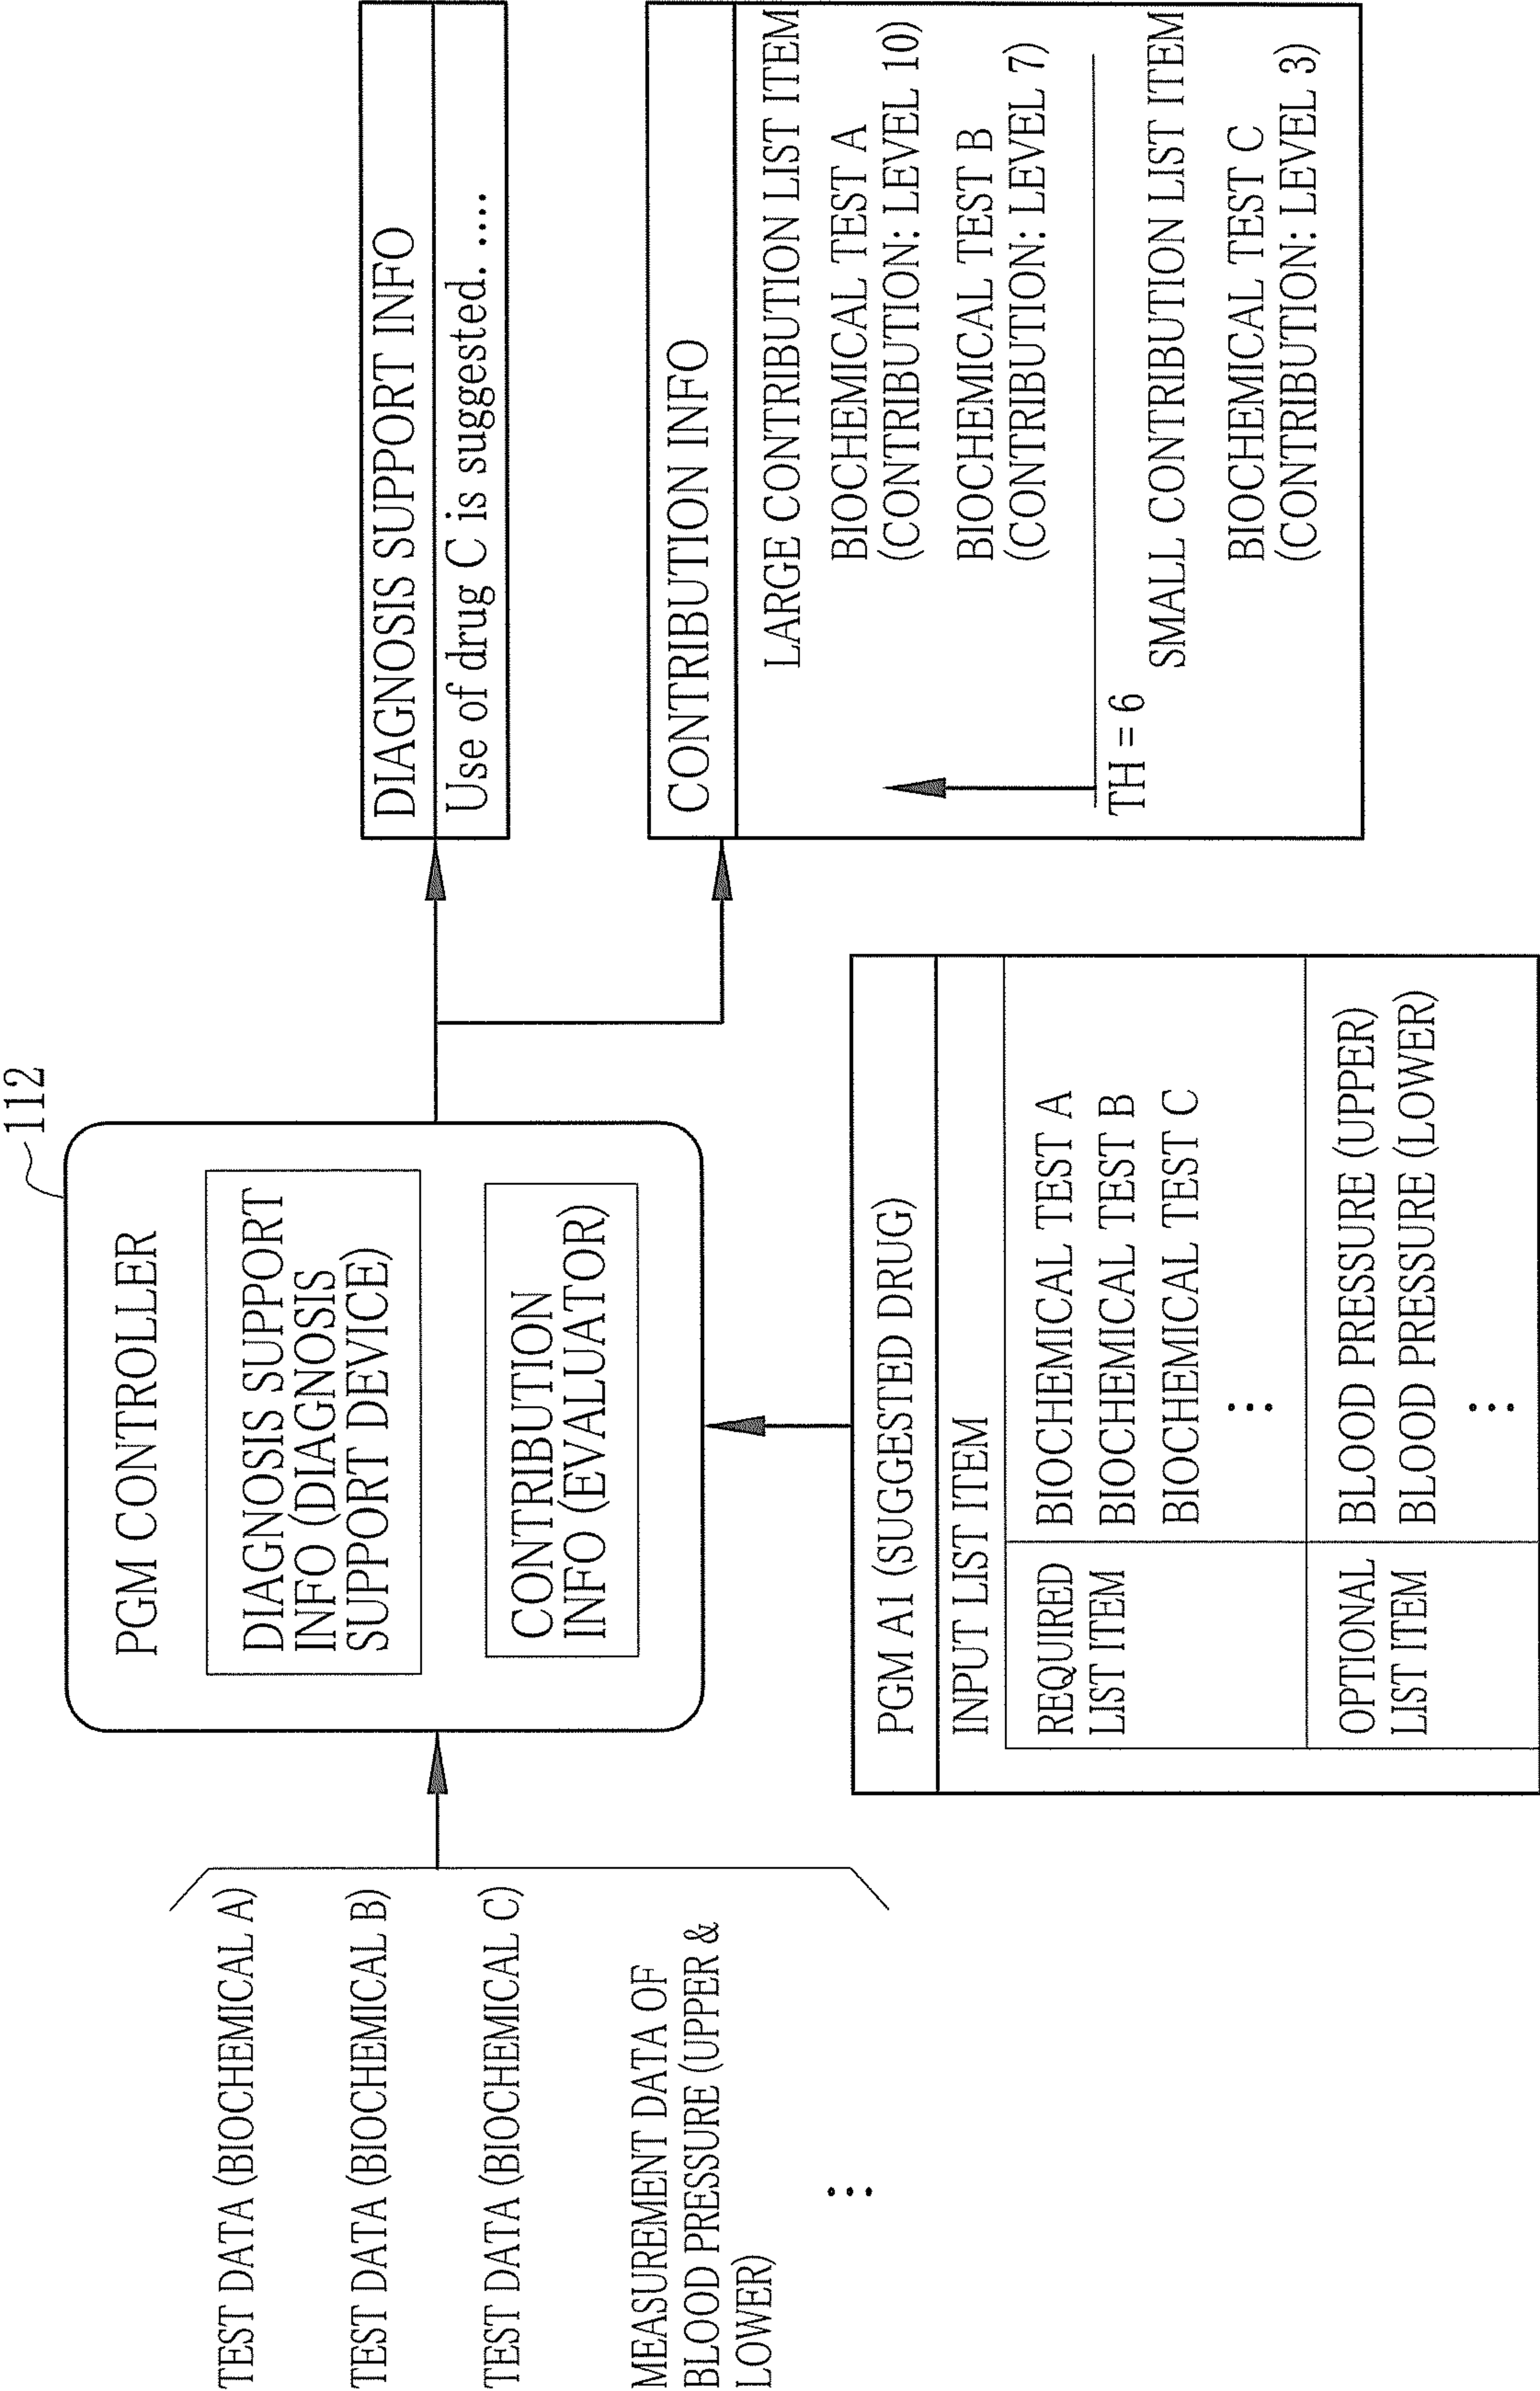 TEST DATA (BIOCHEMICAL A)
TEST DATA (BIOCHEMICAL B)
TEST DATA (BIOCHEMICAL C)
MEASUREMENT DATA OF
BLOOD PRESSURE (UPPER &
LOWER)
⋮
112
PGM CONTROLLER
DIAGNOSIS SUPPORT
INFO (DIAGNOSIS
SUPPORT DEVICE)
CONTRIBUTION
INFO (EVALUATOR)
PGM A1 (SUGGESTED DRUG)
INPUT LIST ITEM
REQUIRED
LIST ITEM
BIOCHEMICAL TEST A
BIOCHEMICAL TEST B
BIOCHEMICAL TEST C
⋮
OPTIONAL
LIST ITEM
BLOOD PRESSURE (UPPER)
BLOOD PRESSURE (LOWER)
⋮
DIAGNOSIS SUPPORT INFO
Use of drug C is suggested. ....
CONTRIBUTION INFO
LARGE CONTRIBUTION LIST ITEM
BIOCHEMICAL TEST A
(CONTRIBUTION: LEVEL 10)
BIOCHEMICAL TEST B
(CONTRIBUTION: LEVEL 7)
TH = 6
SMALL CONTRIBUTION LIST ITEM
BIOCHEMICAL TEST C
(CONTRIBUTION: LEVEL 3)